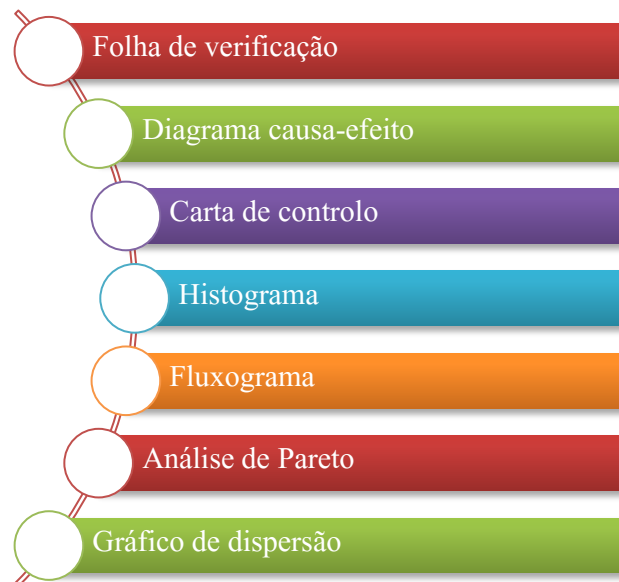 Folha de verificação
Diagrama causa-efeito
Carta de controlo
Histograma
Fluxograma
Análise de Pareto
Gráfico de dispersão